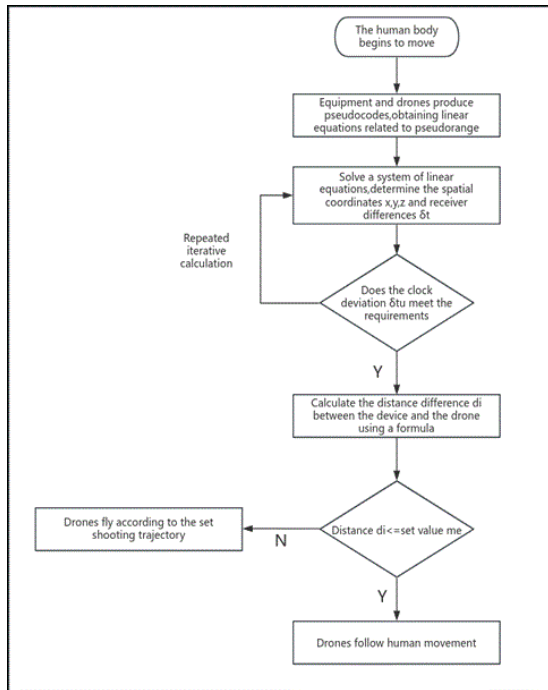 The human body
begins to move
Equipment and drones produce
pseudocodes,obtaining linear
equations related to pseudorange
Solve a system of linear
equations,determine the spatial
coordinates x,y,z and receiver
differences δt
Repeated
iterative
calculation
Does the clock
deviation δtu meet the
requirements
Y
Calculate the distance difference di
between the device and the drone
using a formula
Distance di<=set value me
N
Drones fly according to the set
shooting trajectory
Y
Drones follow human movement